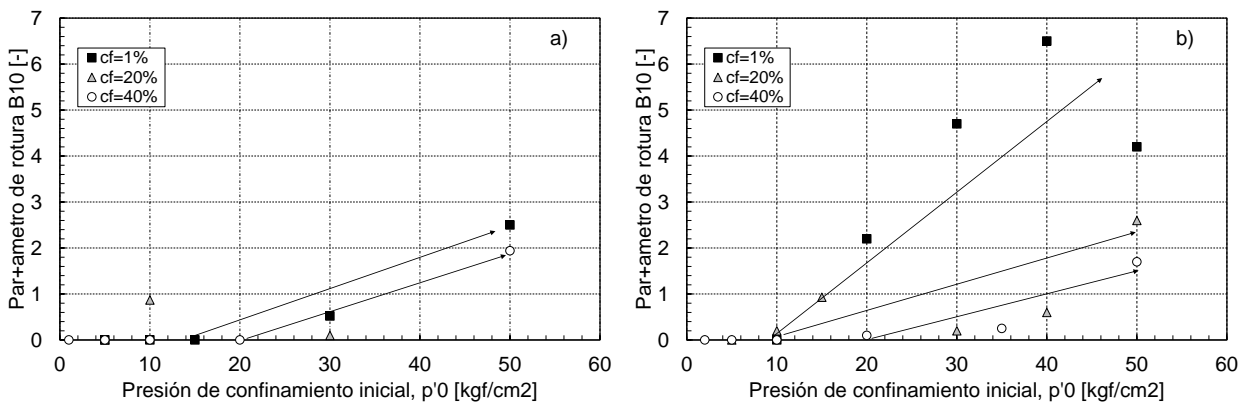 a)
7
6
5
4
3
2
1
0
cf=1%
cf=20%
cf=40%
Par+ametro de rotura B10 [-]
0 10 20 30 40 50 60
Presión de confinamiento inicial, p'0 [kgf/cm2]
b)
7
6
5
4
3
2
1
0
cf=1%
cf=20%
cf=40%
Par+ametro de rotura B10 [-]
0 10 20 30 40 50 60
Presión de confinamiento inicial, p'0 [kgf/cm2]